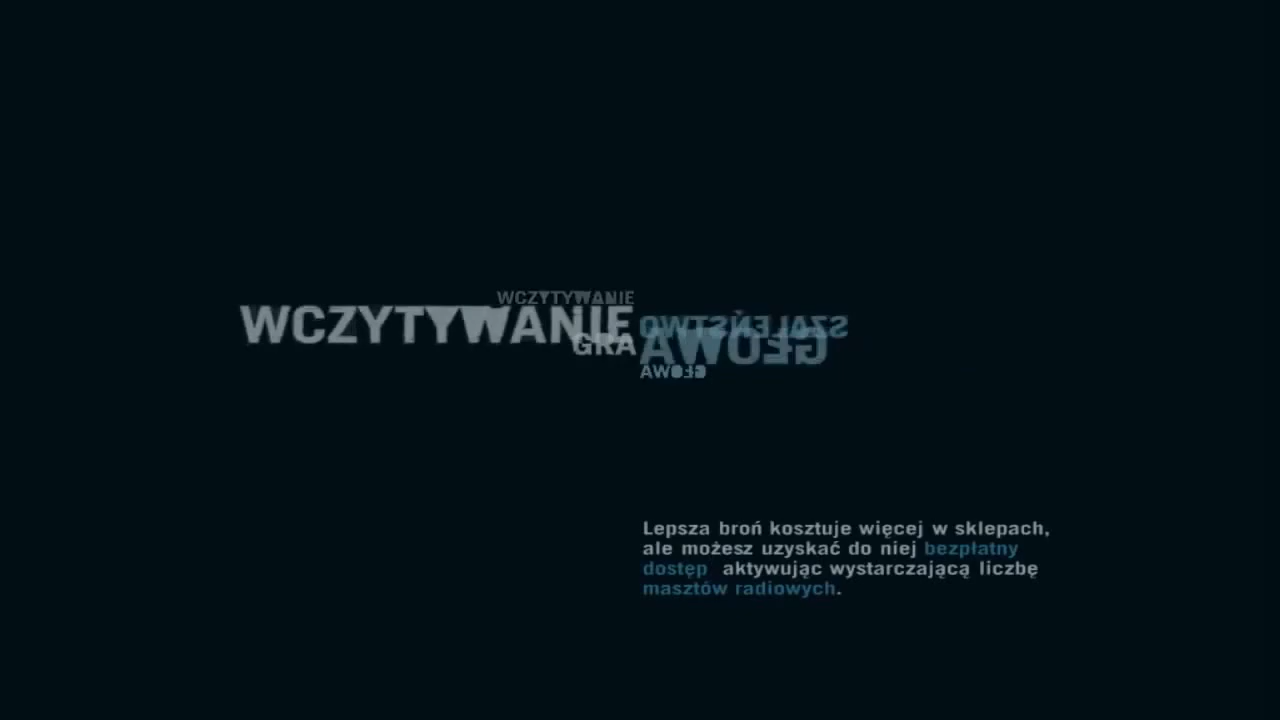 WCZYTYWANIE
WCZYTYWANIE
SZALEŃSTWO
GRA
GŁOWA
GŁOWA
Lepsza broń kosztuje więcej w sklepach,
ale możesz uzyskać do niej bezpłatny
dostęp aktywując wystarczającą liczbę
masztów radiowych.